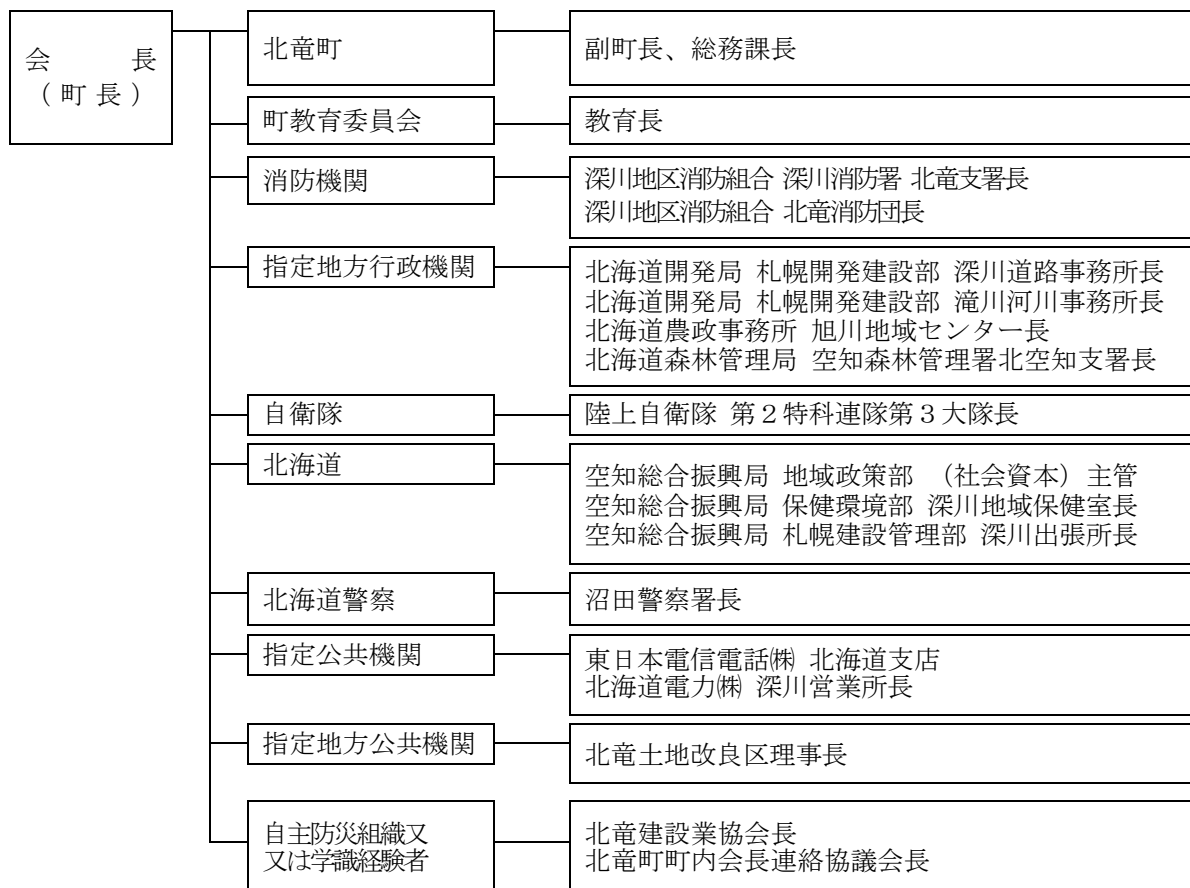 会 長
（ 町 長 ）
北竜町
副町長、総務課長
町教育委員会
教育長
消防機関
深川地区消防組合 深川消防署 北竜支署長
深川地区消防組合 北竜消防団長
指定地方行政機関
北海道開発局 札幌開発建設部 深川道路事務所長
北海道開発局 札幌開発建設部 滝川河川事務所長
北海道農政事務所 旭川地域センター長
北海道森林管理局 空知森林管理署北空知支署長
自衛隊
陸上自衛隊 第２特科連隊第３大隊長
北海道
空知総合振興局 地域政策部 （社会資本）主管
空知総合振興局 保健環境部 深川地域保健室長
空知総合振興局 札幌建設管理部 深川出張所長
北海道警察
沼田警察署長
指定公共機関
東日本電信電話㈱ 北海道支店
北海道電力㈱ 深川営業所長
指定地方公共機関
北竜土地改良区理事長
自主防災組織又
又は学識経験者
北竜建設業協会長
北竜町町内会長連絡協議会長